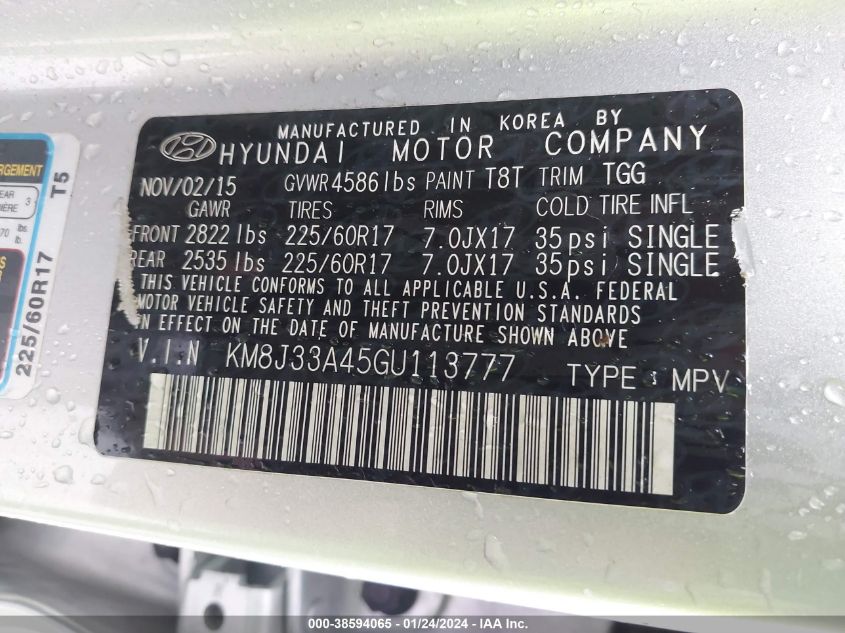 MANUFACTURED IN KOREA BY
HYUNDAI MOTOR COMPANY
NOV/02/15 GVWR 4586 lbs PAINT T8T TRIM TGG
GAWR TIRES RIMS COLD TIRE INFL
FRONT 2822 lbs 225/60R17 7.0JX17 35psi SINGLE
REAR 2535 lbs 225/60R17 7.0JX17 35psi SINGLE
THIS VEHICLE CONFORMS TO ALL APPLICABLE U.S.A. FEDERAL
MOTOR VEHICLE SAFETY AND THEFT PREVENTION STANDARDS
IN EFFECT ON THE DATE OF MANUFACTURE SHOWN ABOVE
V.I.N KM8J33A45GU113777 TYPE : MPV
T5
225/60R17
3
70 lbs.
lb.
# - 38594065 - 01/24/2024 - IAA, Inc.